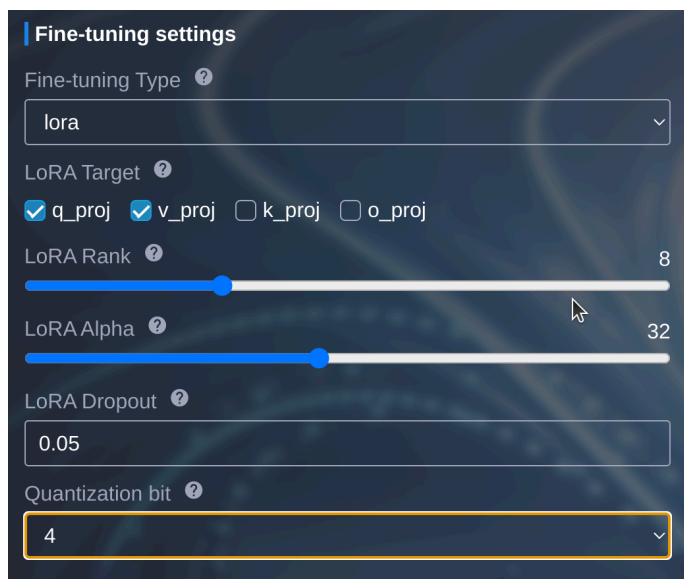 Fine-tuning settings
Fine-tuning Type
lora
LoRA Target
q_proj v_proj k_proj o_proj
LoRA Rank
8
LoRA Alpha
32
LoRA Dropout
0.05
Quantization bit
4